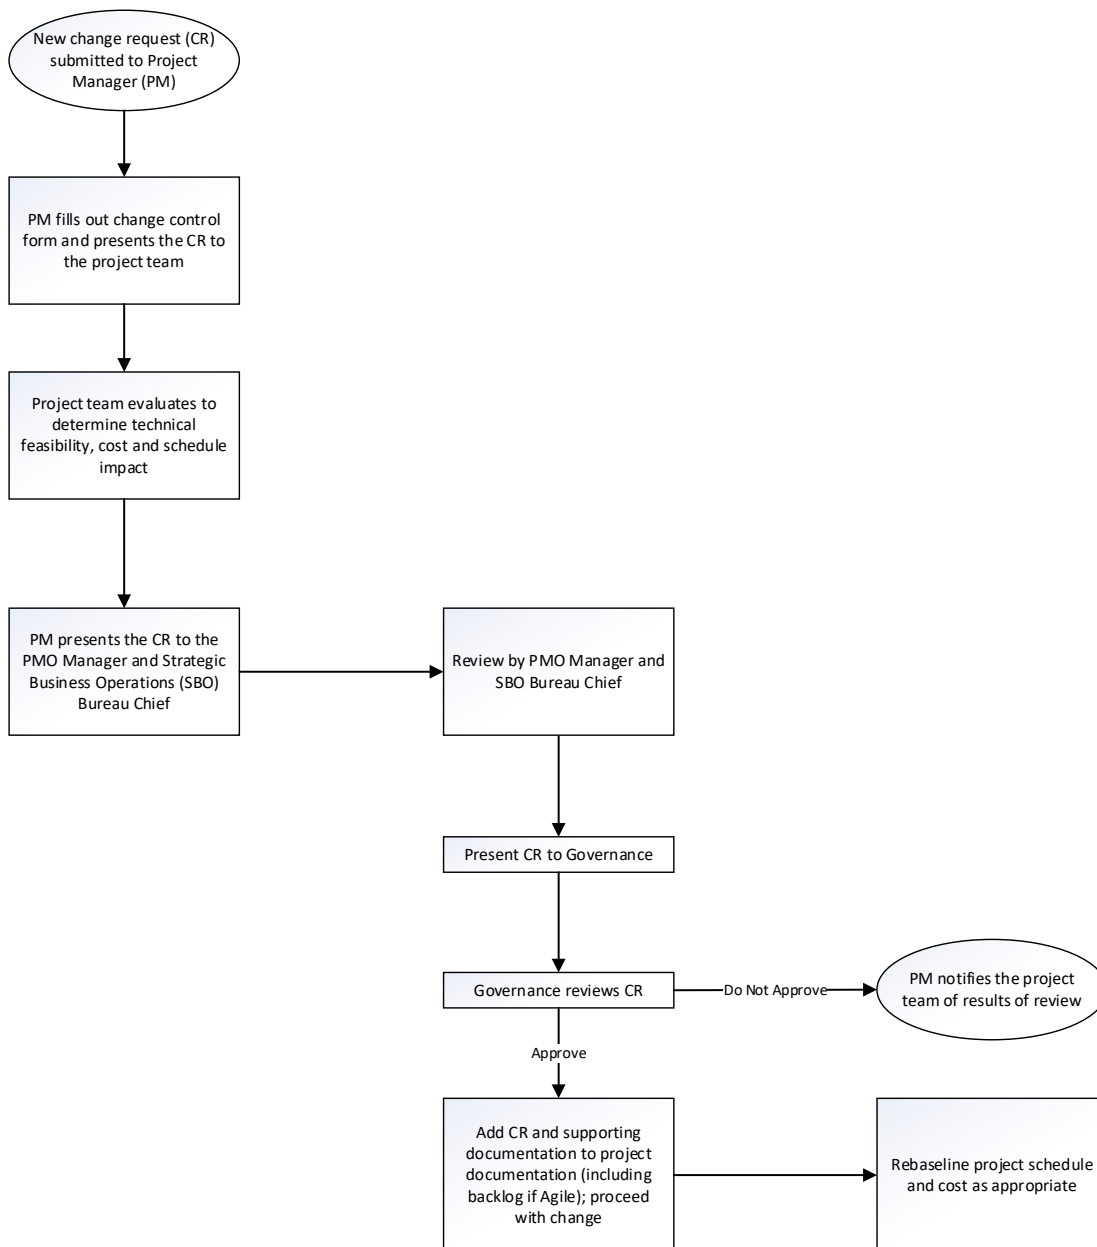 New change request (CR)
submitted to Project
Manager (PM)
PM fills out change control
form and presents the CR to
the project team
Project team evaluates to
determine technical
feasibility, cost and schedule
impact
PM presents the CR to the
PMO Manager and Strategic
Business Operations (SBO)
Bureau Chief
Review by PMO Manager and
SBO Bureau Chief
Present CR to Governance
Governance reviews CR
Do Not Approve
PM notifies the project
team of results of review
Approve
Add CR and supporting
documentation to project
documentation (including
backlog if Agile); proceed
with change
Rebaseline project schedule
and cost as appropriate